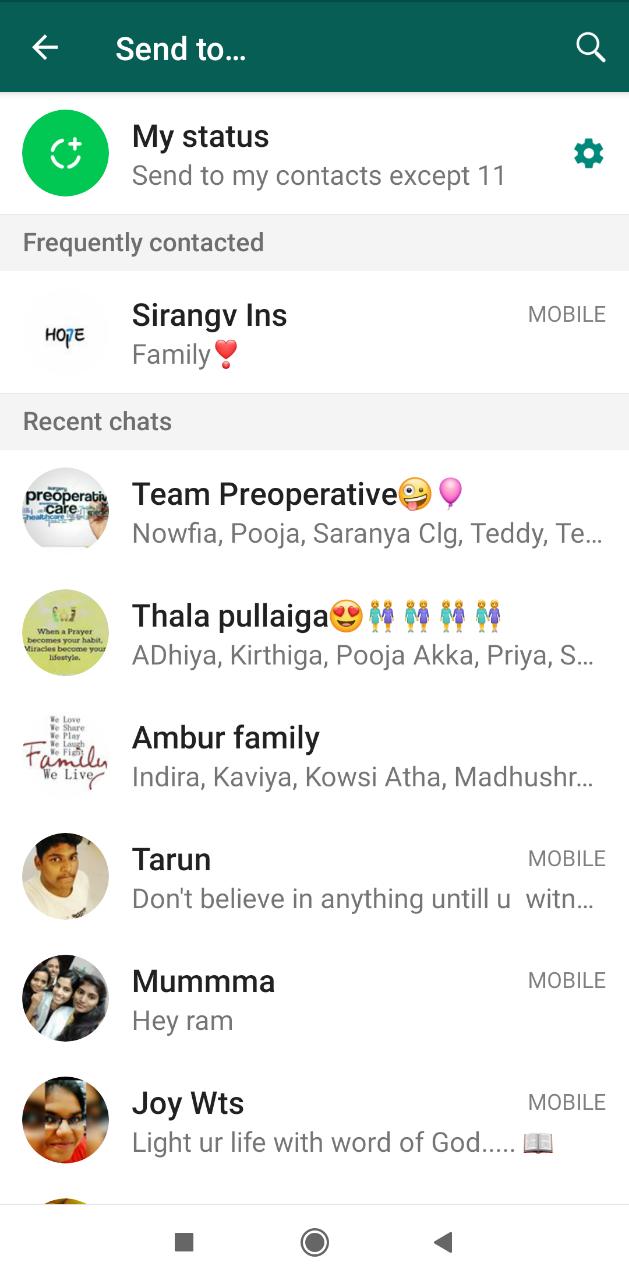 Send to...
My status
Send to my contacts except 11
Frequently contacted
HOPE
Sirangv Ins
MOBILE
Family❣️
Recent chats
preoperativ
care
healthcare
Team Preoperative🤪🎈
Nowfia, Pooja, Saranya Clg, Teddy, Te...
When a Prayer
becomes your habit,
Miracles become your
lifestyle.
Thala pullaiga😍👭👭👭👭
ADhiya, Kirthiga, Pooja Akka, Priya, S...
We Love
We Share
We Play
We Laugh
We Fight
Family
We Live
Ambur family
Indira, Kaviya, Kowsi Atha, Madhushr...
Tarun
MOBILE
Don't believe in anything untill u  witn...
Mummma
MOBILE
Hey ram
Joy Wts
MOBILE
Light ur life with word of God..... 📖